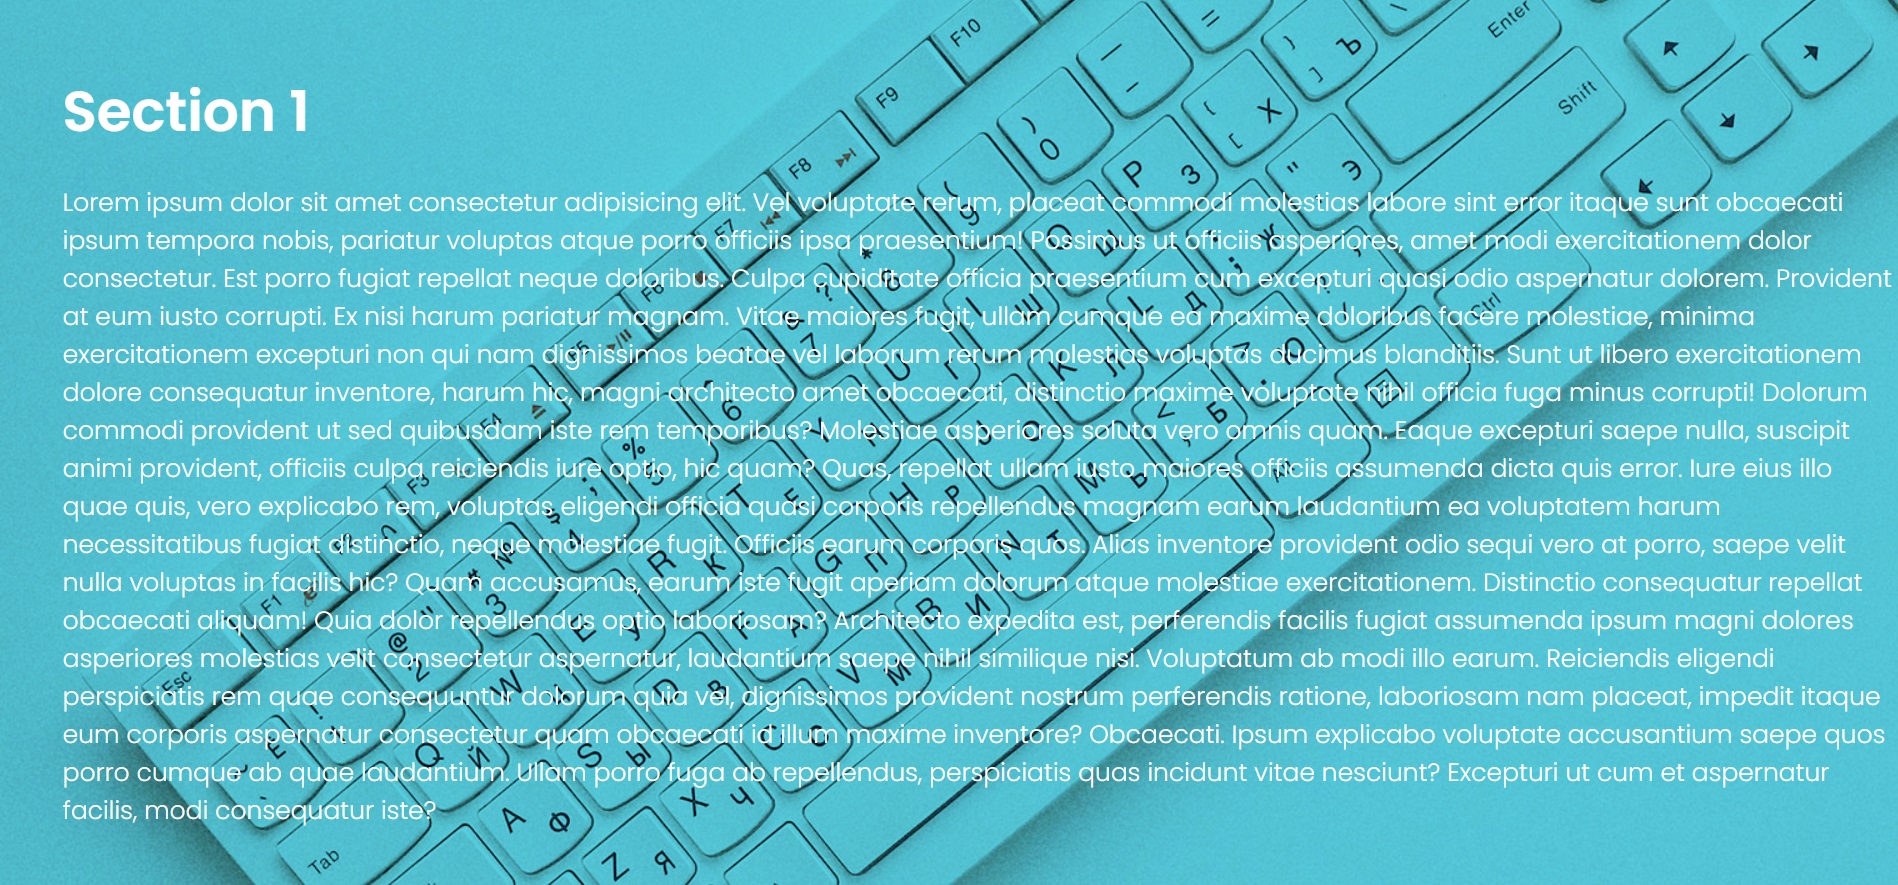 Section 1
Lorem ipsum dolor sit amet consectetur adipisicing elit. Vel voluptate rerum, placeat commodi molestias labore sint error itaque sunt obcaecati
ipsum tempora nobis, pariatur voluptas atque porro officiis ipsa praesentium! Possimus ut officiis asperiores, amet modi exercitationem dolor
consectetur. Est porro fugiat repellat neque doloribus. Culpa cupiditate officia praesentium cum excepturi quasi odio aspernatur dolorem. Provident
at eum iusto corrupti. Ex nisi harum pariatur magnam. Vitae maiores fugit, ullam cumque ea maxime doloribus facere molestiae, minima
exercitationem excepturi non qui nam dignissimos beatae vel laborum rerum molestias voluptas ducimus blanditiis. Sunt ut libero exercitationem
dolore consequatur inventore, harum hic, magni architecto amet obcaecati, distinctio maxime voluptate nihil officia fuga minus corrupti! Dolorum
commodi provident ut sed quibusdam iste rem temporibus? Molestiae asperiores soluta vero omnis quam. Eaque excepturi saepe nulla, suscipit
animi provident, officiis culpa reiciendis iure optio, hic quam? Quas, repellat ullam iusto maiores officiis assumenda dicta quis error. Iure eius illo
quae quis, vero explicabo rem, voluptas eligendi officia quasi corporis repellendus magnam earum laudantium ea voluptatem harum
necessitatibus fugiat distinctio, neque molestiae fugit. Officiis earum corporis quos. Alias inventore provident odio sequi vero at porro, saepe velit
nulla voluptas in facilis hic? Quam accusamus, earum iste fugit aperiam dolorum atque molestiae exercitationem. Distinctio consequatur repellat
obcaecati aliquam! Quia dolor repellendus optio laboriosam? Architecto expedita est, perferendis facilis fugiat assumenda ipsum magni dolores
asperiores molestias velit consectetur aspernatur, laudantium saepe nihil similique nisi. Voluptatum ab modi illo earum. Reiciendis eligendi
perspiciatis rem quae consequuntur dolorum quia vel, dignissimos provident nostrum perferendis ratione, laboriosam nam placeat, impedit itaque
eum corporis aspernatur consectetur quam obcaecati id illum maxime inventore? Obcaecati. Ipsum explicabo voluptate accusantium saepe quos
porro cumque ab quae laudantium. Ullam porro fuga ab repellendus, perspiciatis quas incidunt vitae nesciunt? Excepturi ut cum et aspernatur
facilis, modi consequatur iste?
F10
F9
F8
Enter
Shift
Ctrl
Esc
Tab